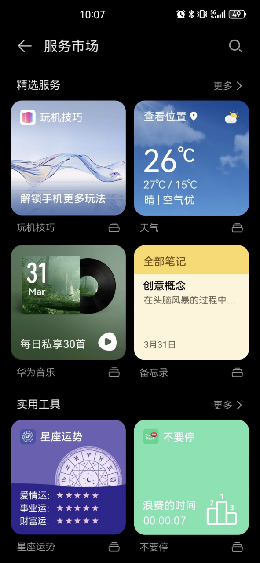 10:07
49
服务市场
精选服务
更多
玩机技巧
解锁手机更多玩法
玩机技巧
查看位置
26℃
27℃ / 15℃
晴 | 空气优
天气
31
Mar
每日私享30首
华为音乐
全部笔记
创意概念
在头脑风暴的过程中
3月31日
备忘录
实用工具
更多
星座运势
爱情运: ★★★★★
事业运: ★★★★★
财富运 ★★★★★
星座运势
不要停
浪费的时间
00:00:07
1
2
3
不要停